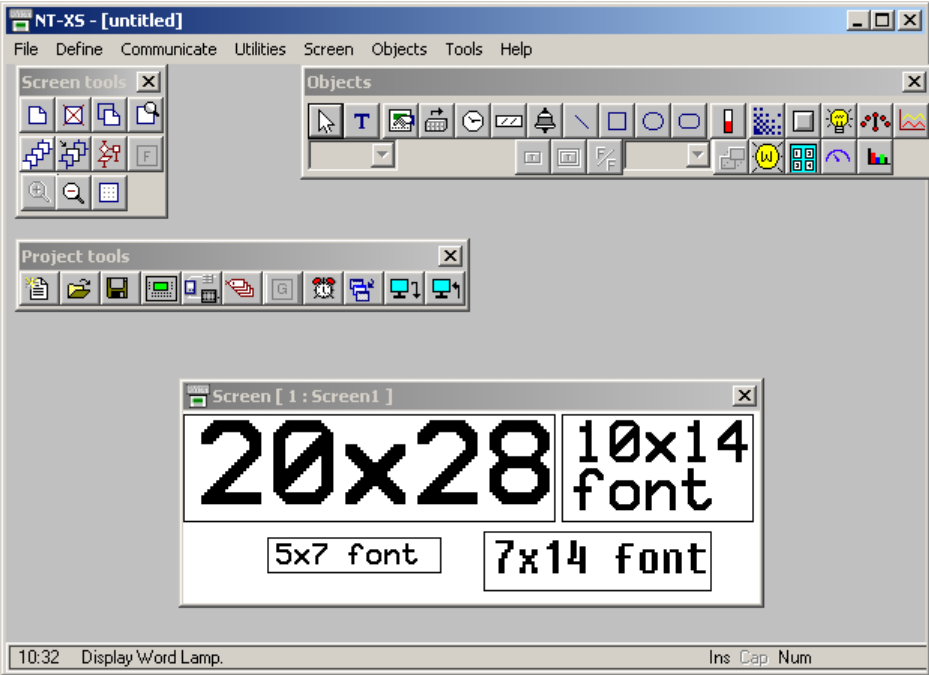 NT-XS - [untitled]
File Define Communicate Utilities Screen Objects Tools Help
Screen tools
Objects
T
F
F/F
W
Project tools
G
Screen [ 1 : Screen1 ]
20x28
10x14
font
5x7 font
7x14 font
10:32 Display Word Lamp.
Ins Cap Num